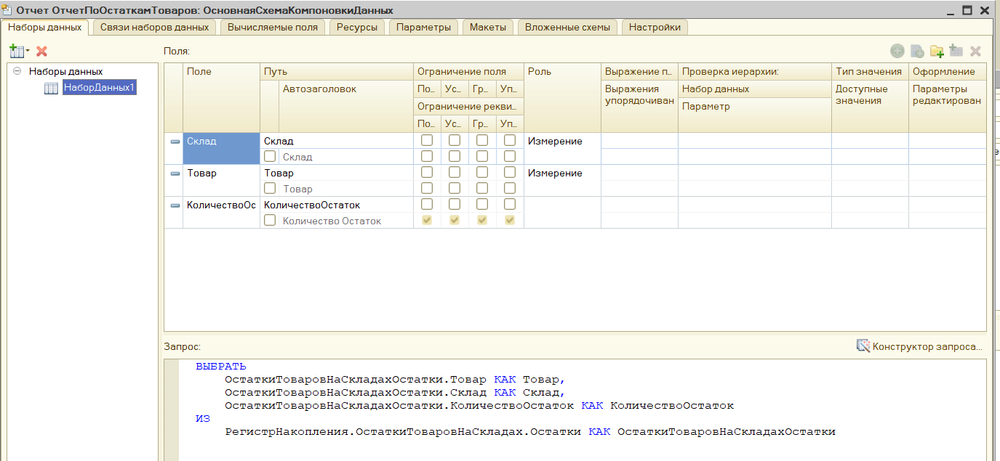 Отчет ОтчетПоОстаткамТоваров: ОсновнаяСхемаКомпоновкиДанных
Наборы данных Связи наборов данных Вычисляемые поля Ресурсы Параметры Макеты Вложенные схемы Настройки
Поля:
Наборы данных
НаборДанных1
Поле Путь Ограничение поля Роль Выражение п... Проверка иерархии: Тип значения Оформление
Автозаголовок По... Ус... Гр... Уп... Выражения упорядочиван Набор данных Доступные значения Параметры редактирован
Ограничение рекви... Параметр
По... Ус... Гр... Уп...
Склад Склад Измерение
Склад
Товар Товар Измерение
Товар
КоличествоОс КоличествоОстаток
Количество Остаток
Запрос: Конструктор запроса...
ВЫБРАТЬ
ОстаткиТоваровНаСкладахОстатки.Товар КАК Товар,
ОстаткиТоваровНаСкладахОстатки.Склад КАК Склад,
ОстаткиТоваровНаСкладахОстатки.КоличествоОстаток КАК КоличествоОстаток
ИЗ
РегистрНакопления.ОстаткиТоваровНаСкладах.Остатки КАК ОстаткиТоваровНаСкладахОстатки